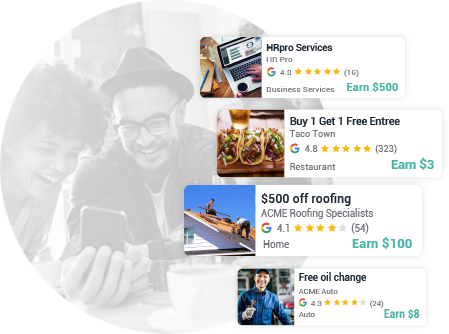 HRpro Services
HR Pro
4.8 (16)
Business Services Earn $500
Buy 1 Get 1 Free Entree
Taco Town
4.8 (323)
Restaurant Earn $3
$500 off roofing
ACME Roofing Specialists
4.1 (54)
Home Earn $100
Free oil change
ACME Auto
4.3 (24)
Auto Earn $8